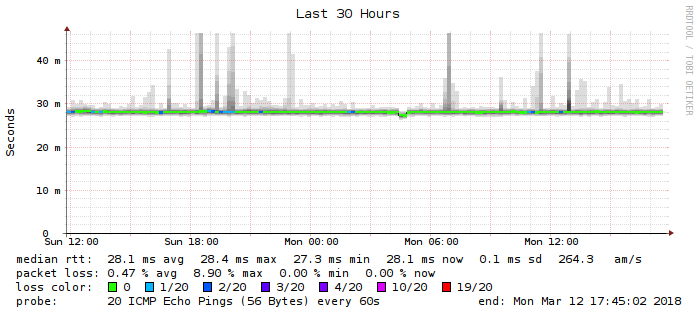 Last 30 Hours
RRDTOOL / TOBI OETIKER
Seconds
40 m
30 m
20 m
10 m
0
Sun 12:00 Sun 18:00 Mon 00:00 Mon 06:00 Mon 12:00
median rtt: 28.1 ms avg 28.4 ms max 27.3 ms min 28.1 ms now 0.1 ms sd 264.3 am/s
packet loss: 0.47 % avg 8.90 % max 0.00 % min 0.00 % now
loss color: 0 1/20 2/20 3/20 4/20 10/20 19/20
probe: 20 ICMP Echo Pings (56 Bytes) every 60s end: Mon Mar 12 17:45:02 2018